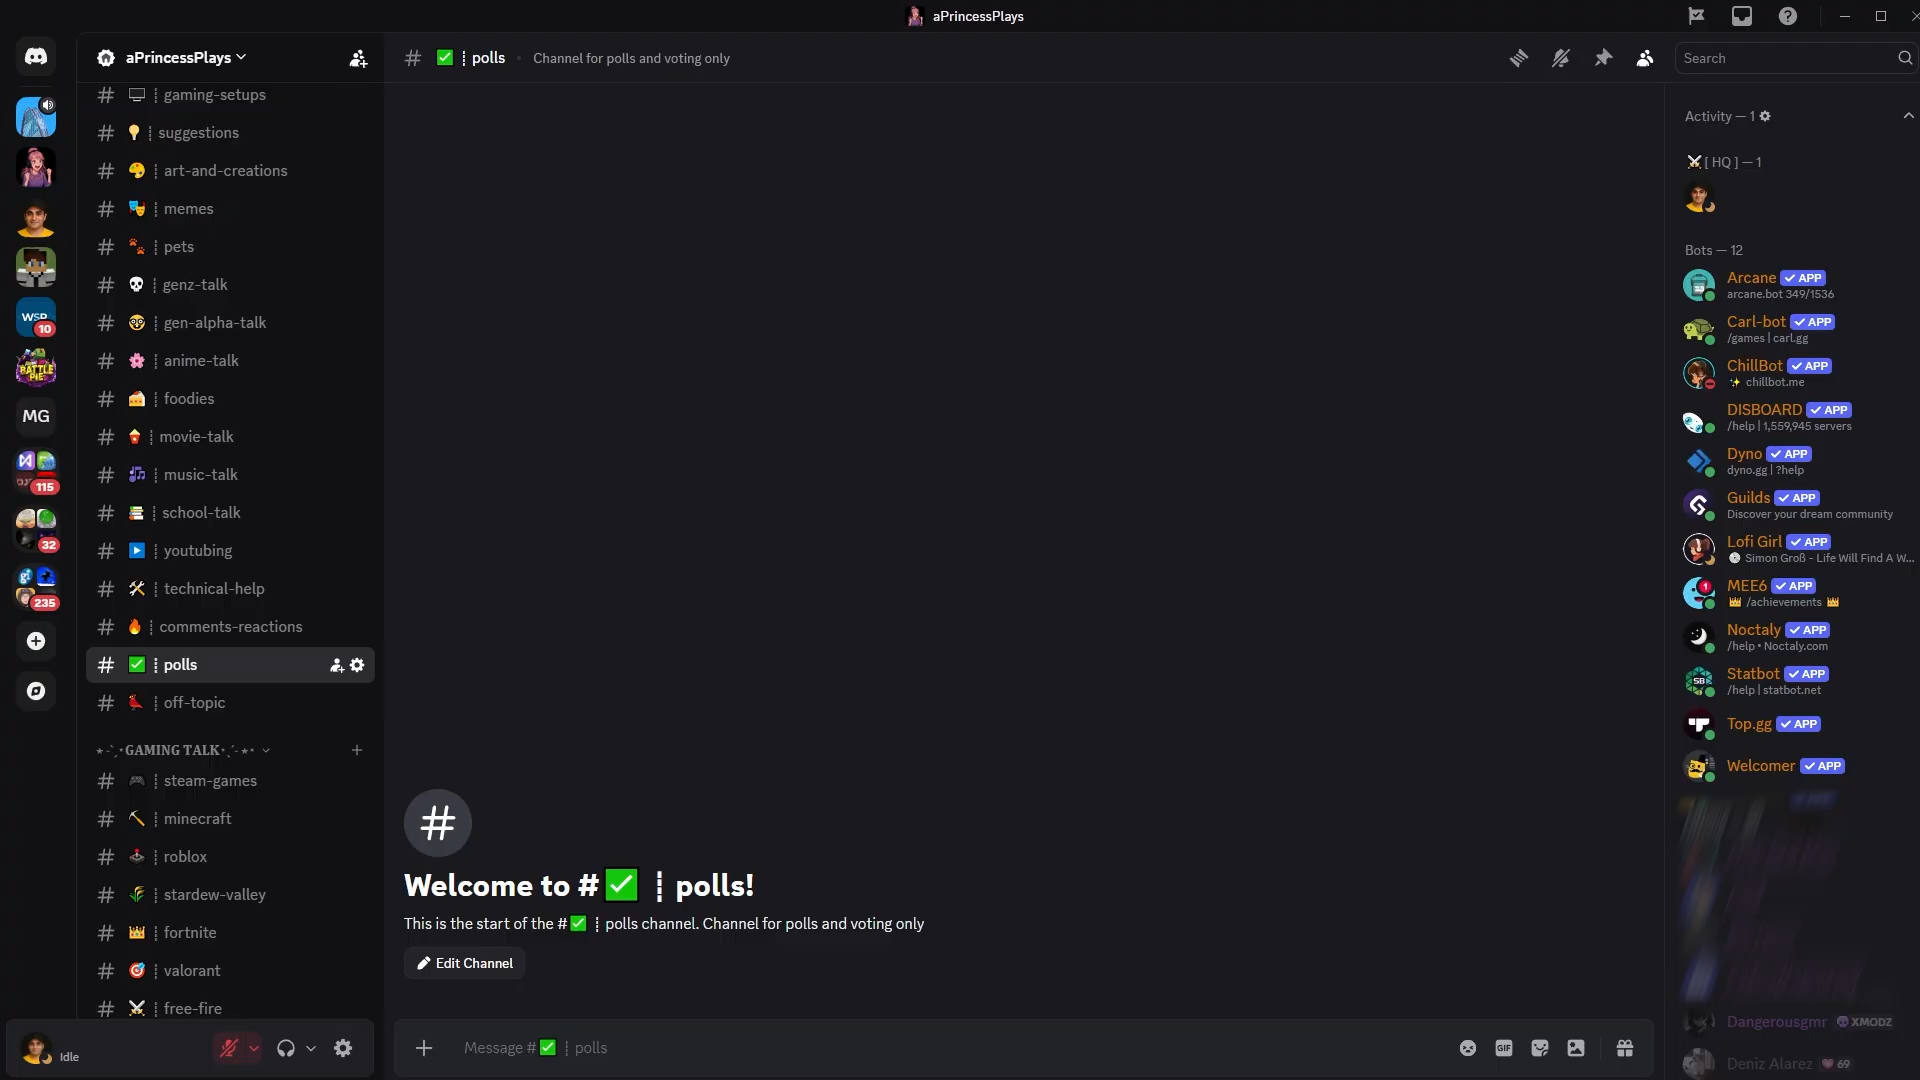 aPrincessPlays
aPrincessPlays
gaming-setups
suggestions
art-and-creations
memes
pets
genz-talk
gen-alpha-talk
anime-talk
foodies
movie-talk
music-talk
school-talk
youtubing
technical-help
comments-reactions
polls
off-topic
GAMING TALK
steam-games
minecraft
roblox
stardew-valley
fortnite
valorant
free-fire
WSP
10
BATTLE PIE
MG
115
32
235
Idle
# ✅ ┊polls • Channel for polls and voting only
Welcome to #✅ ┊polls!
This is the start of the #✅ ┊polls channel. Channel for polls and voting only
Edit Channel
Message #✅ ┊polls
GIF
Search
Activity — 1
⚔[ HQ ] — 1
Bots — 12
Arcane ✓ APP
arcane.bot 349/1536
Carl-bot ✓ APP
/games | carl.gg
ChillBot ✓ APP
✨ chillbot.me
DISBOARD ✓ APP
/help | 1,559,945 servers
Dyno ✓ APP
dyno.gg | ?help
Guilds ✓ APP
Discover your dream community
Lofi Girl ✓ APP
Simon Groß - Life Will Find A W...
MEE6 ✓ APP
👑 /achievements 👑
Noctaly ✓ APP
/help • Noctaly.com
Statbot ✓ APP
/help | statbot.net
Top.gg ✓ APP
Welcomer ✓ APP
Dangerousgmr XMODZ
Deniz Alarez 69